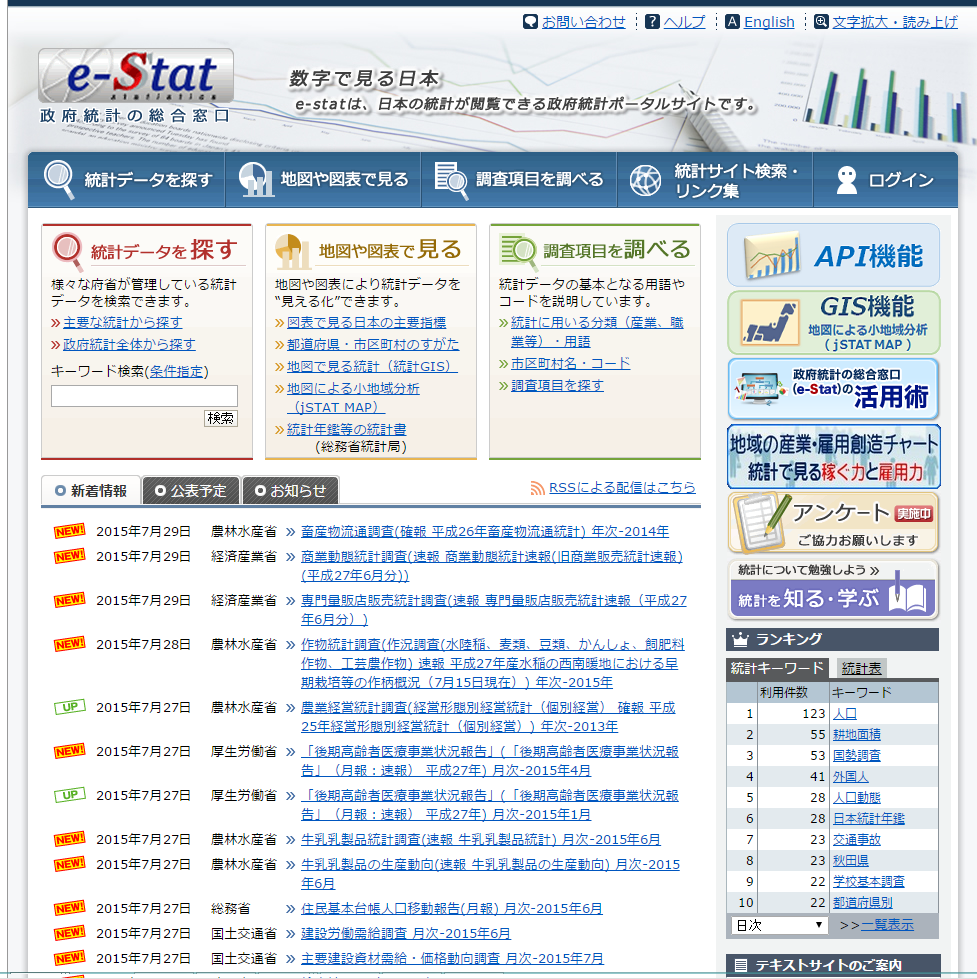 お問い合わせ ヘルプ English 文字拡大・読み上げ
e-Stat
statistics
政府統計の総合窓口
数字で見る日本
e-statは、日本の統計が閲覧できる政府統計ポータルサイトです。
統計データを探す
地図や図表で見る
調査項目を調べる
統計サイト検索・
リンク集
ログイン
統計データを 探す
様々な府省が管理している統計
データを検索できます。
主要な統計から探す
政府統計全体から探す
キーワード検索(条件指定)
検索
地図や図表で 見る
地図や図表により統計データを
“見える化”できます。
図表で見る日本の主要指標
都道府県・市区町村のすがた
地図で見る統計（統計GIS）
地図による小地域分析
（jSTAT MAP）
統計年鑑等の統計書
(総務省統計局)
調査項目を調べる
統計データの基本となる用語や
コードを説明しています。
統計に用いる分類（産業、職
業等）・用語
市区町村名・コード
調査項目を探す
新着情報 公表予定 お知らせ
RSSによる配信はこちら
NEW! 2015年7月29日 農林水産省 » 畜産物流通調査(確報 平成26年畜産物流通統計) 年次-2014年
NEW! 2015年7月29日 経済産業省 » 商業動態統計調査(速報 商業動態統計速報(旧商業販売統計速報)
(平成27年6月分))
NEW! 2015年7月29日 経済産業省 » 専門量販店販売統計調査(速報 専門量販店販売統計速報（平成27
年6月分）)
NEW! 2015年7月28日 農林水産省 » 作物統計調査(作況調査(水陸稲、麦類、豆類、かんしょ、飼肥料
作物、工芸農作物) 速報 平成27年産水稲の西南暖地における早
期栽培等の作柄概況（7月15日現在）) 年次-2015年
UP 2015年7月27日 農林水産省 » 農業経営統計調査(経営形態別経営統計（個別経営） 確報 平成
25年経営形態別経営統計（個別経営）) 年次-2013年
NEW! 2015年7月27日 厚生労働省 » 「後期高齢者医療事業状況報告」(「後期高齢者医療事業状況報
告」（月報：速報） 平成27年) 月次-2015年4月
UP 2015年7月27日 厚生労働省 » 「後期高齢者医療事業状況報告」(「後期高齢者医療事業状況報
告」（月報：速報） 平成27年) 月次-2015年1月
NEW! 2015年7月27日 農林水産省 » 牛乳乳製品統計調査(速報 牛乳乳製品統計) 月次-2015年6月
NEW! 2015年7月27日 農林水産省 » 牛乳乳製品の生産動向(速報 牛乳乳製品の生産動向) 月次-2015
年6月
NEW! 2015年7月27日 総務省 » 住民基本台帳人口移動報告(月報) 月次-2015年6月
NEW! 2015年7月27日 国土交通省 » 建設労働需給調査 月次-2015年6月
NEW! 2015年7月27日 国土交通省 » 主要建設資材需給・価格動向調査 月次-2015年7月
API機能
GIS機能
地図による小地域分析
（jSTAT MAP）
政府統計の総合窓口
(e-Stat)の
活用術
地域の産業・雇用創造チャート
統計で見る稼ぐ力と雇用力
アンケート 実施中
ご協力お願いします
統計について勉強しよう »
統計を 知る・学ぶ
ランキング
統計キーワード 統計表
利用件数 キーワード
1 123 人口
2 55 耕地面積
3 53 国勢調査
4 41 外国人
5 28 人口動態
6 28 日本統計年鑑
7 23 交通事故
8 23 秋田県
9 22 学校基本調査
10 22 都道府県別
日次 >>一覧表示
テキストサイトのご案内